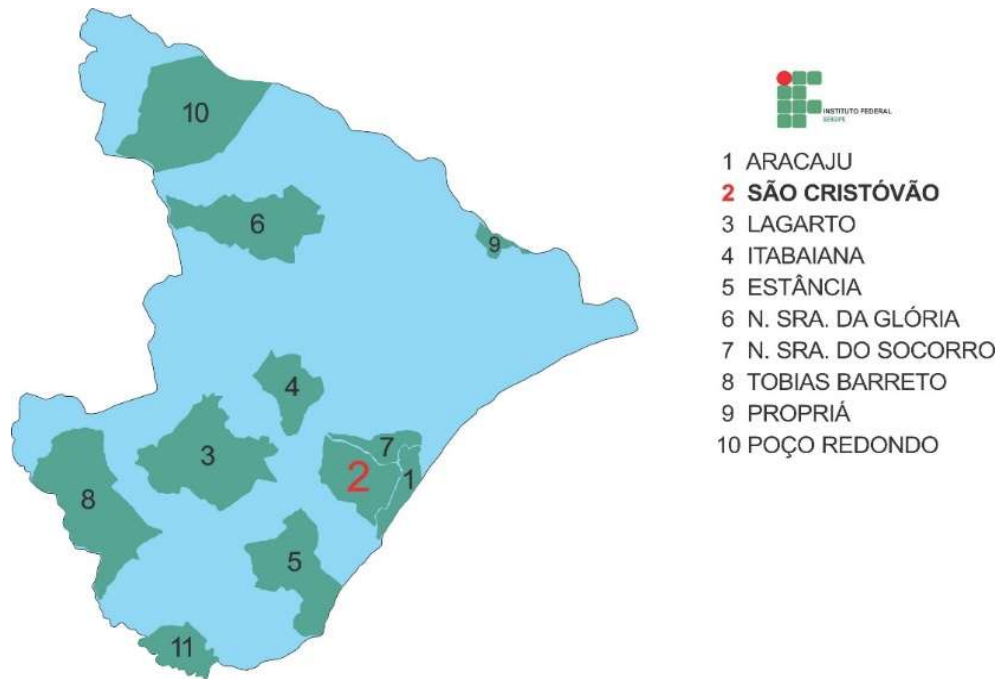 10
6
9
4
3
7
2
1
8
5
11
INSTITUTO FEDERAL
SERGIPE
1 ARACAJU
2 SÃO CRISTÓVÃO
3 LAGARTO
4 ITABAIANA
5 ESTÂNCIA
6 N. SRA. DA GLÓRIA
7 N. SRA. DO SOCORRO
8 TOBIAS BARRETO
9 PROPRIÁ
10 POÇO REDONDO